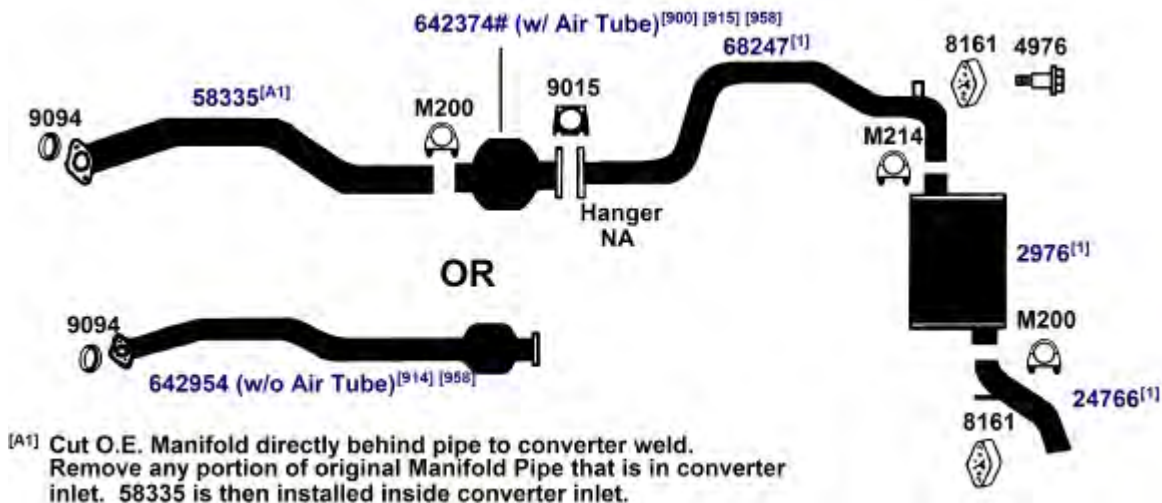 642374# (w/ Air Tube)[900] [915] [958]
68247[1]
8161 4976
58335[A1]
9094
M200
9015
M214
Hanger
NA
2976[1]
OR
9094
M200
642954 (w/o Air Tube)[914] [958]
24766[1]
8161
[A1] Cut O.E. Manifold directly behind pipe to converter weld.
Remove any portion of original Manifold Pipe that is in converter
inlet. 58335 is then installed inside converter inlet.